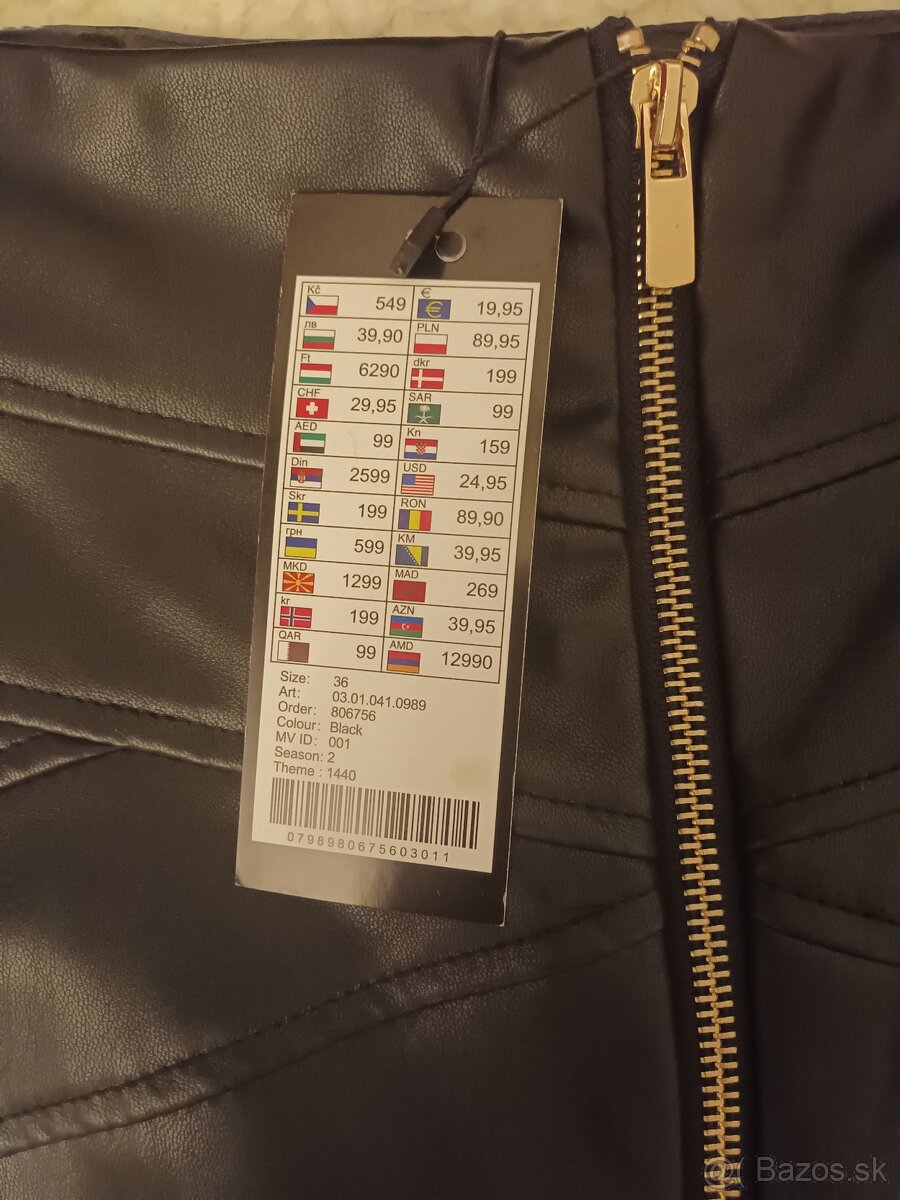 Kč 549 € 19,95
лв 39,90 PLN 89,95
Ft 6290 dkr 199
CHF 29,95 SAR 99
AED 99 Kn 159
Din 2599 USD 24,95
Skr 199 RON 89,90
грн 599 KM 39,95
MKD 1299 MAD 269
kr 199 AZN 39,95
QAR 99 AMD 12990
Size: 36
Art: 03.01.041.0989
Order: 806756
Colour: Black
MV ID: 001
Season: 2
Theme : 1440
0798980675603011
Bazos.sk